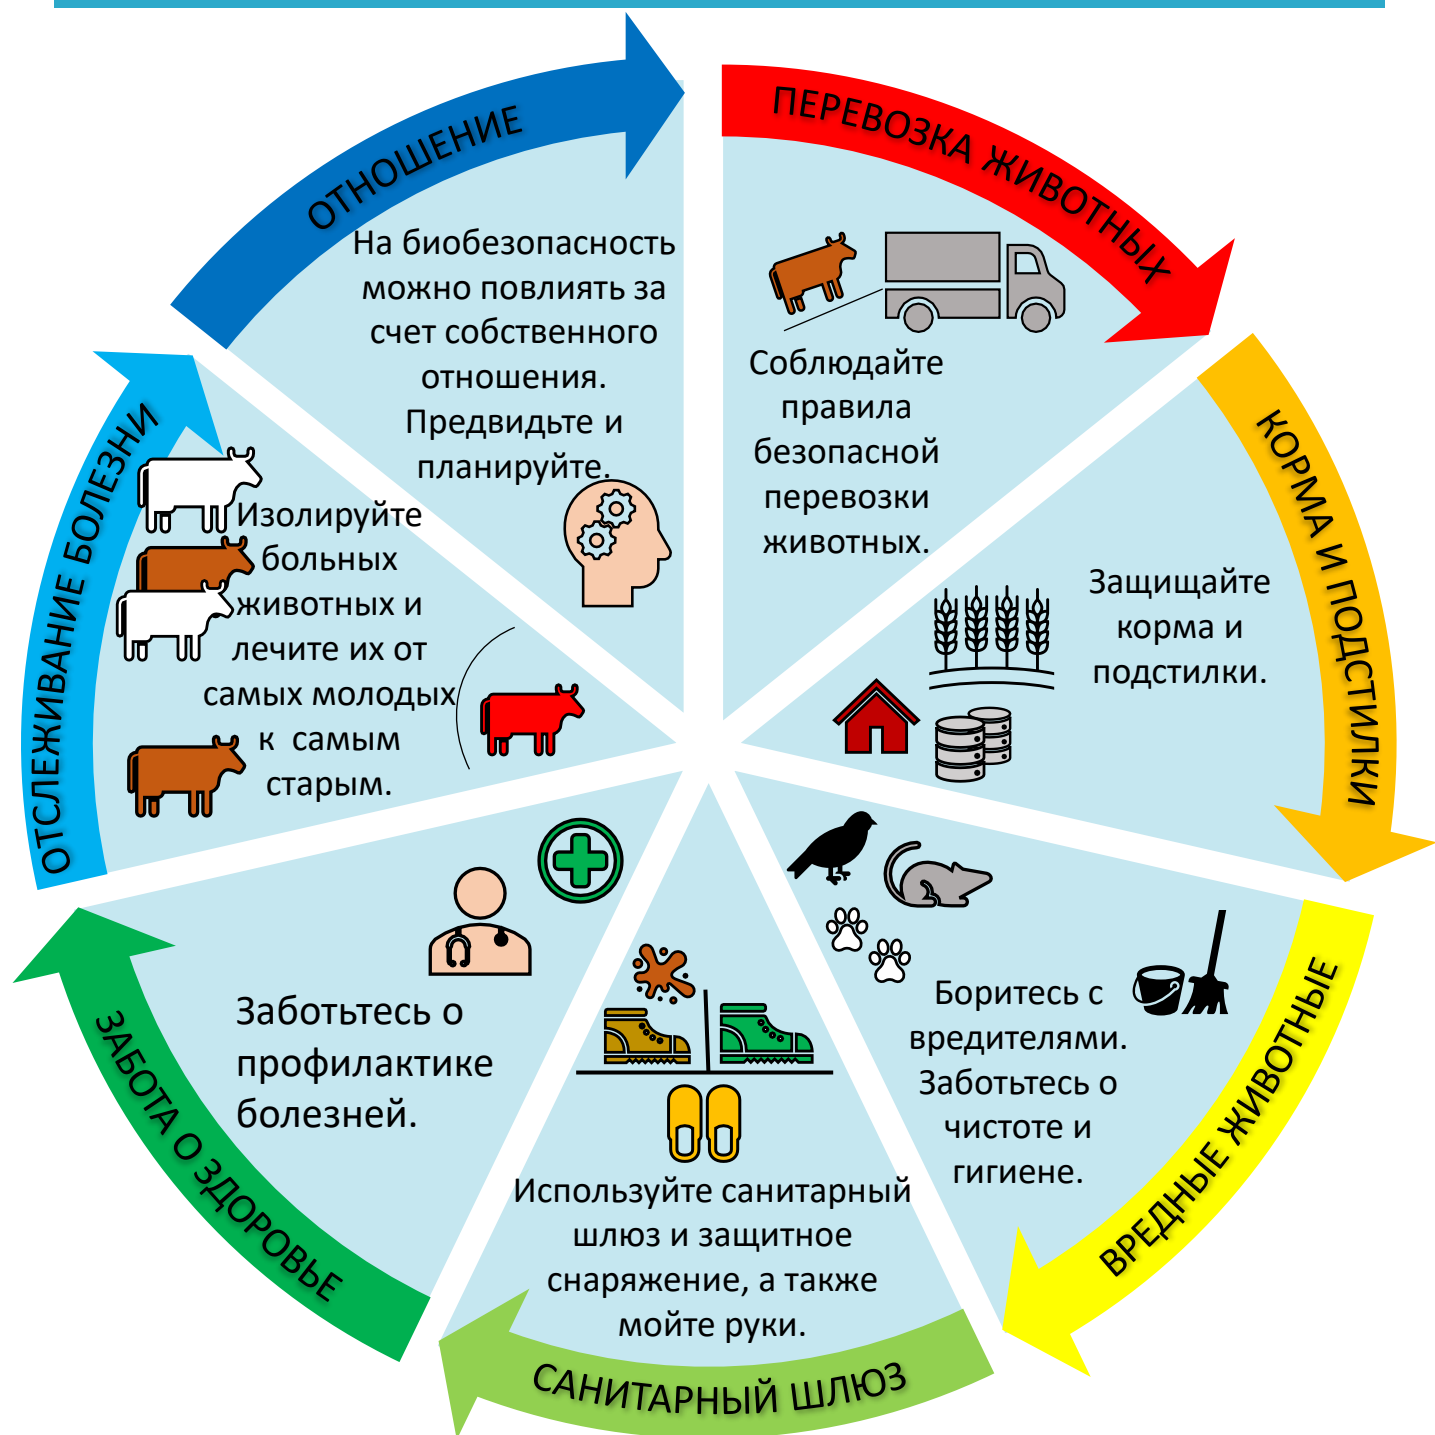 ОТНОШЕНИЕ
На биобезопасность
можно повлиять за
счет собственного
отношения.
Предвидьте и
планируйте.
ПЕРЕВОЗКА ЖИВОТНЫХ
Соблюдайте
правила
безопасной
перевозки
животных.
КОРМА И ПОДСТИЛКИ
Защищайте
корма и
подстилки.
ВРЕДНЫЕ ЖИВОТНЫЕ
Боритесь с
вредителями.
Заботьтесь о
чистоте и
гигиене.
САНИТАРНЫЙ ШЛЮЗ
Используйте санитарный
шлюз и защитное
снаряжение, а также
мойте руки.
ЗАБОТА О ЗДОРОВЬЕ
Заботьтесь о
профилактике
болезней.
ОТСЛЕЖИВАНИЕ БОЛЕЗНИ
Изолируйте
больных
животных и
лечите их от
самых молодых
к самым
старым.